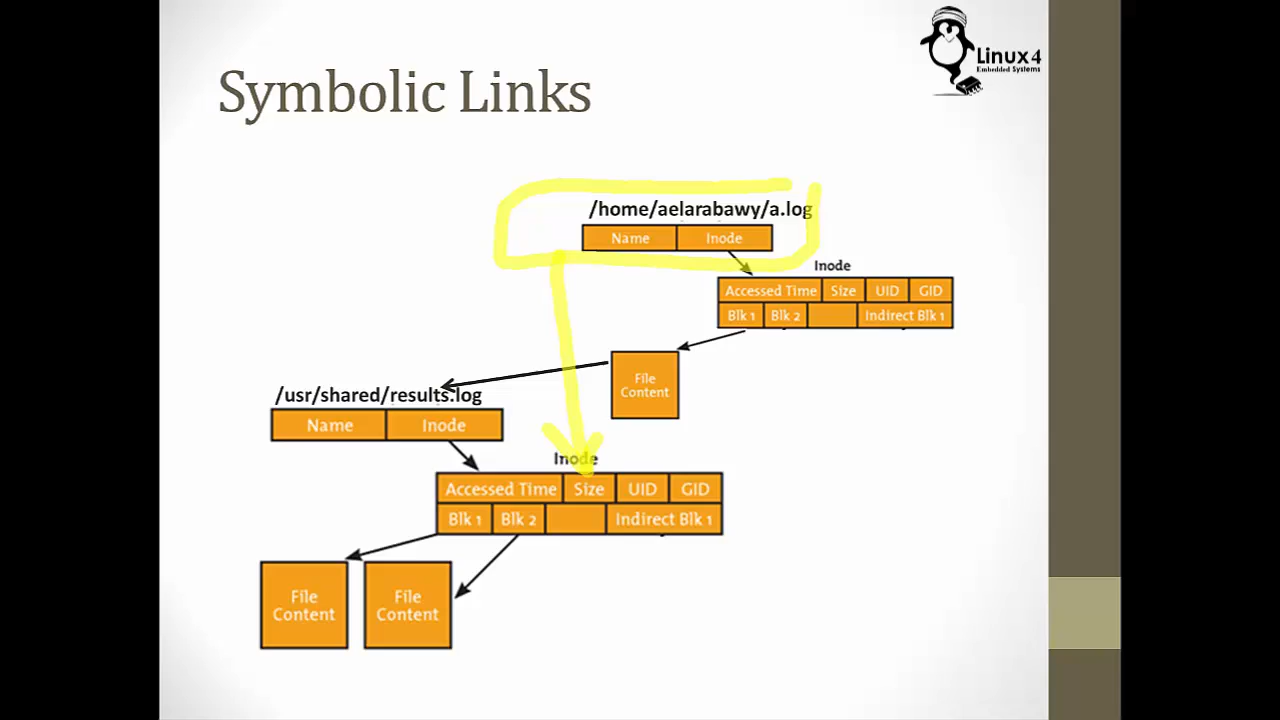 Linux 4
Embedded Systems
Symbolic Links
/home/aelarabawy/a.log
Name Inode
Inode
Accessed Time Size UID GID
Blk 1 Blk 2 Indirect Blk 1
File
Content
/usr/shared/results.log
Name Inode
Inode
Accessed Time Size UID GID
Blk 1 Blk 2 Indirect Blk 1
File
Content
File
Content